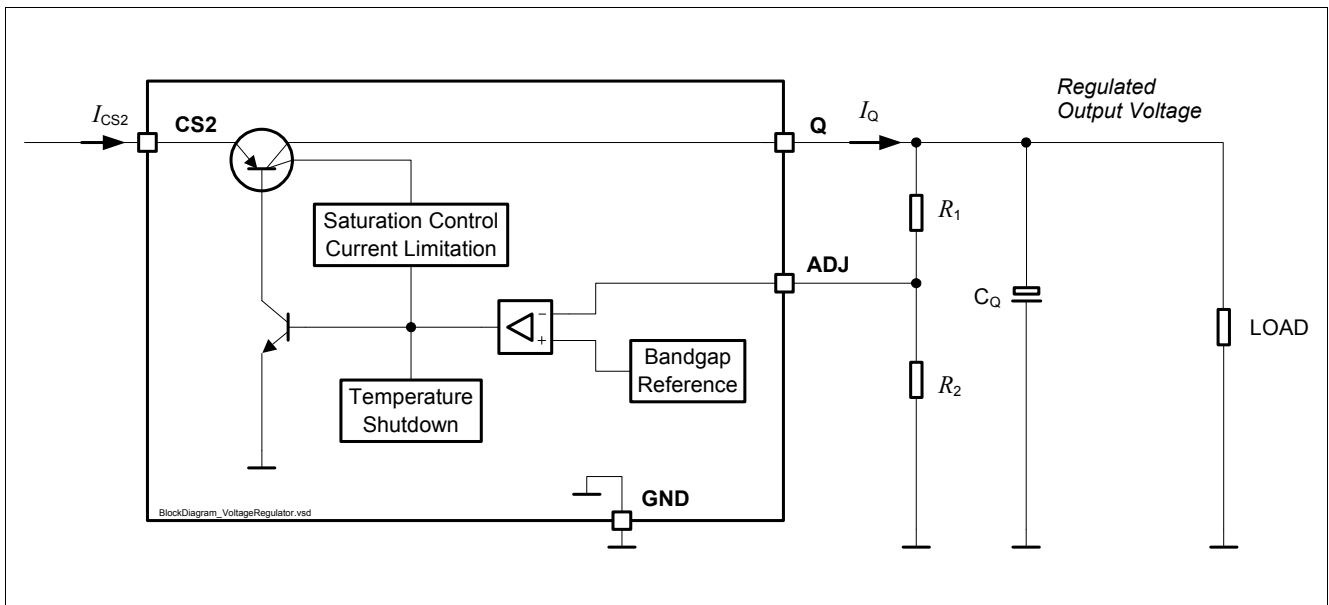 Regulated
Output Voltage
I_CS2
CS2
Q
I_Q
Saturation Control
Current Limitation
R_1
ADJ
C_Q
LOAD
-
+
Bandgap
Reference
Temperature
Shutdown
R_2
GND
BlockDiagram_VoltageRegulator.vsd